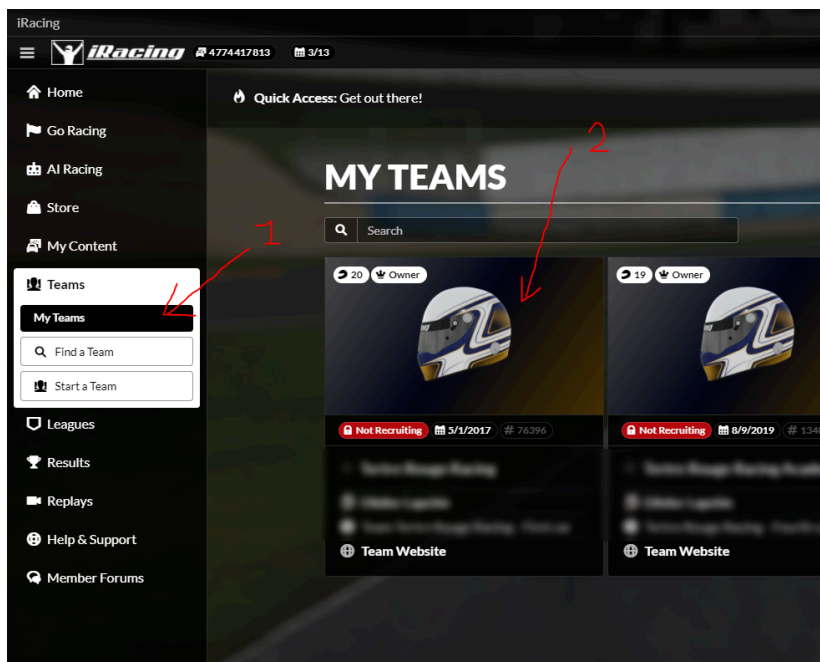 iRacing
iRacing 4774417813 3/13
Home
Go Racing
AI Racing
Store
My Content
Teams
My Teams
Find a Team
Start a Team
Leagues
Results
Replays
Help & Support
Member Forums
Quick Access: Get out there!
1
2
MY TEAMS
Search
20 Owner
19 Owner
Not Recruiting 5/1/2017 # 76396
Not Recruiting 8/9/2019 # 1348
Team Website
Team Website